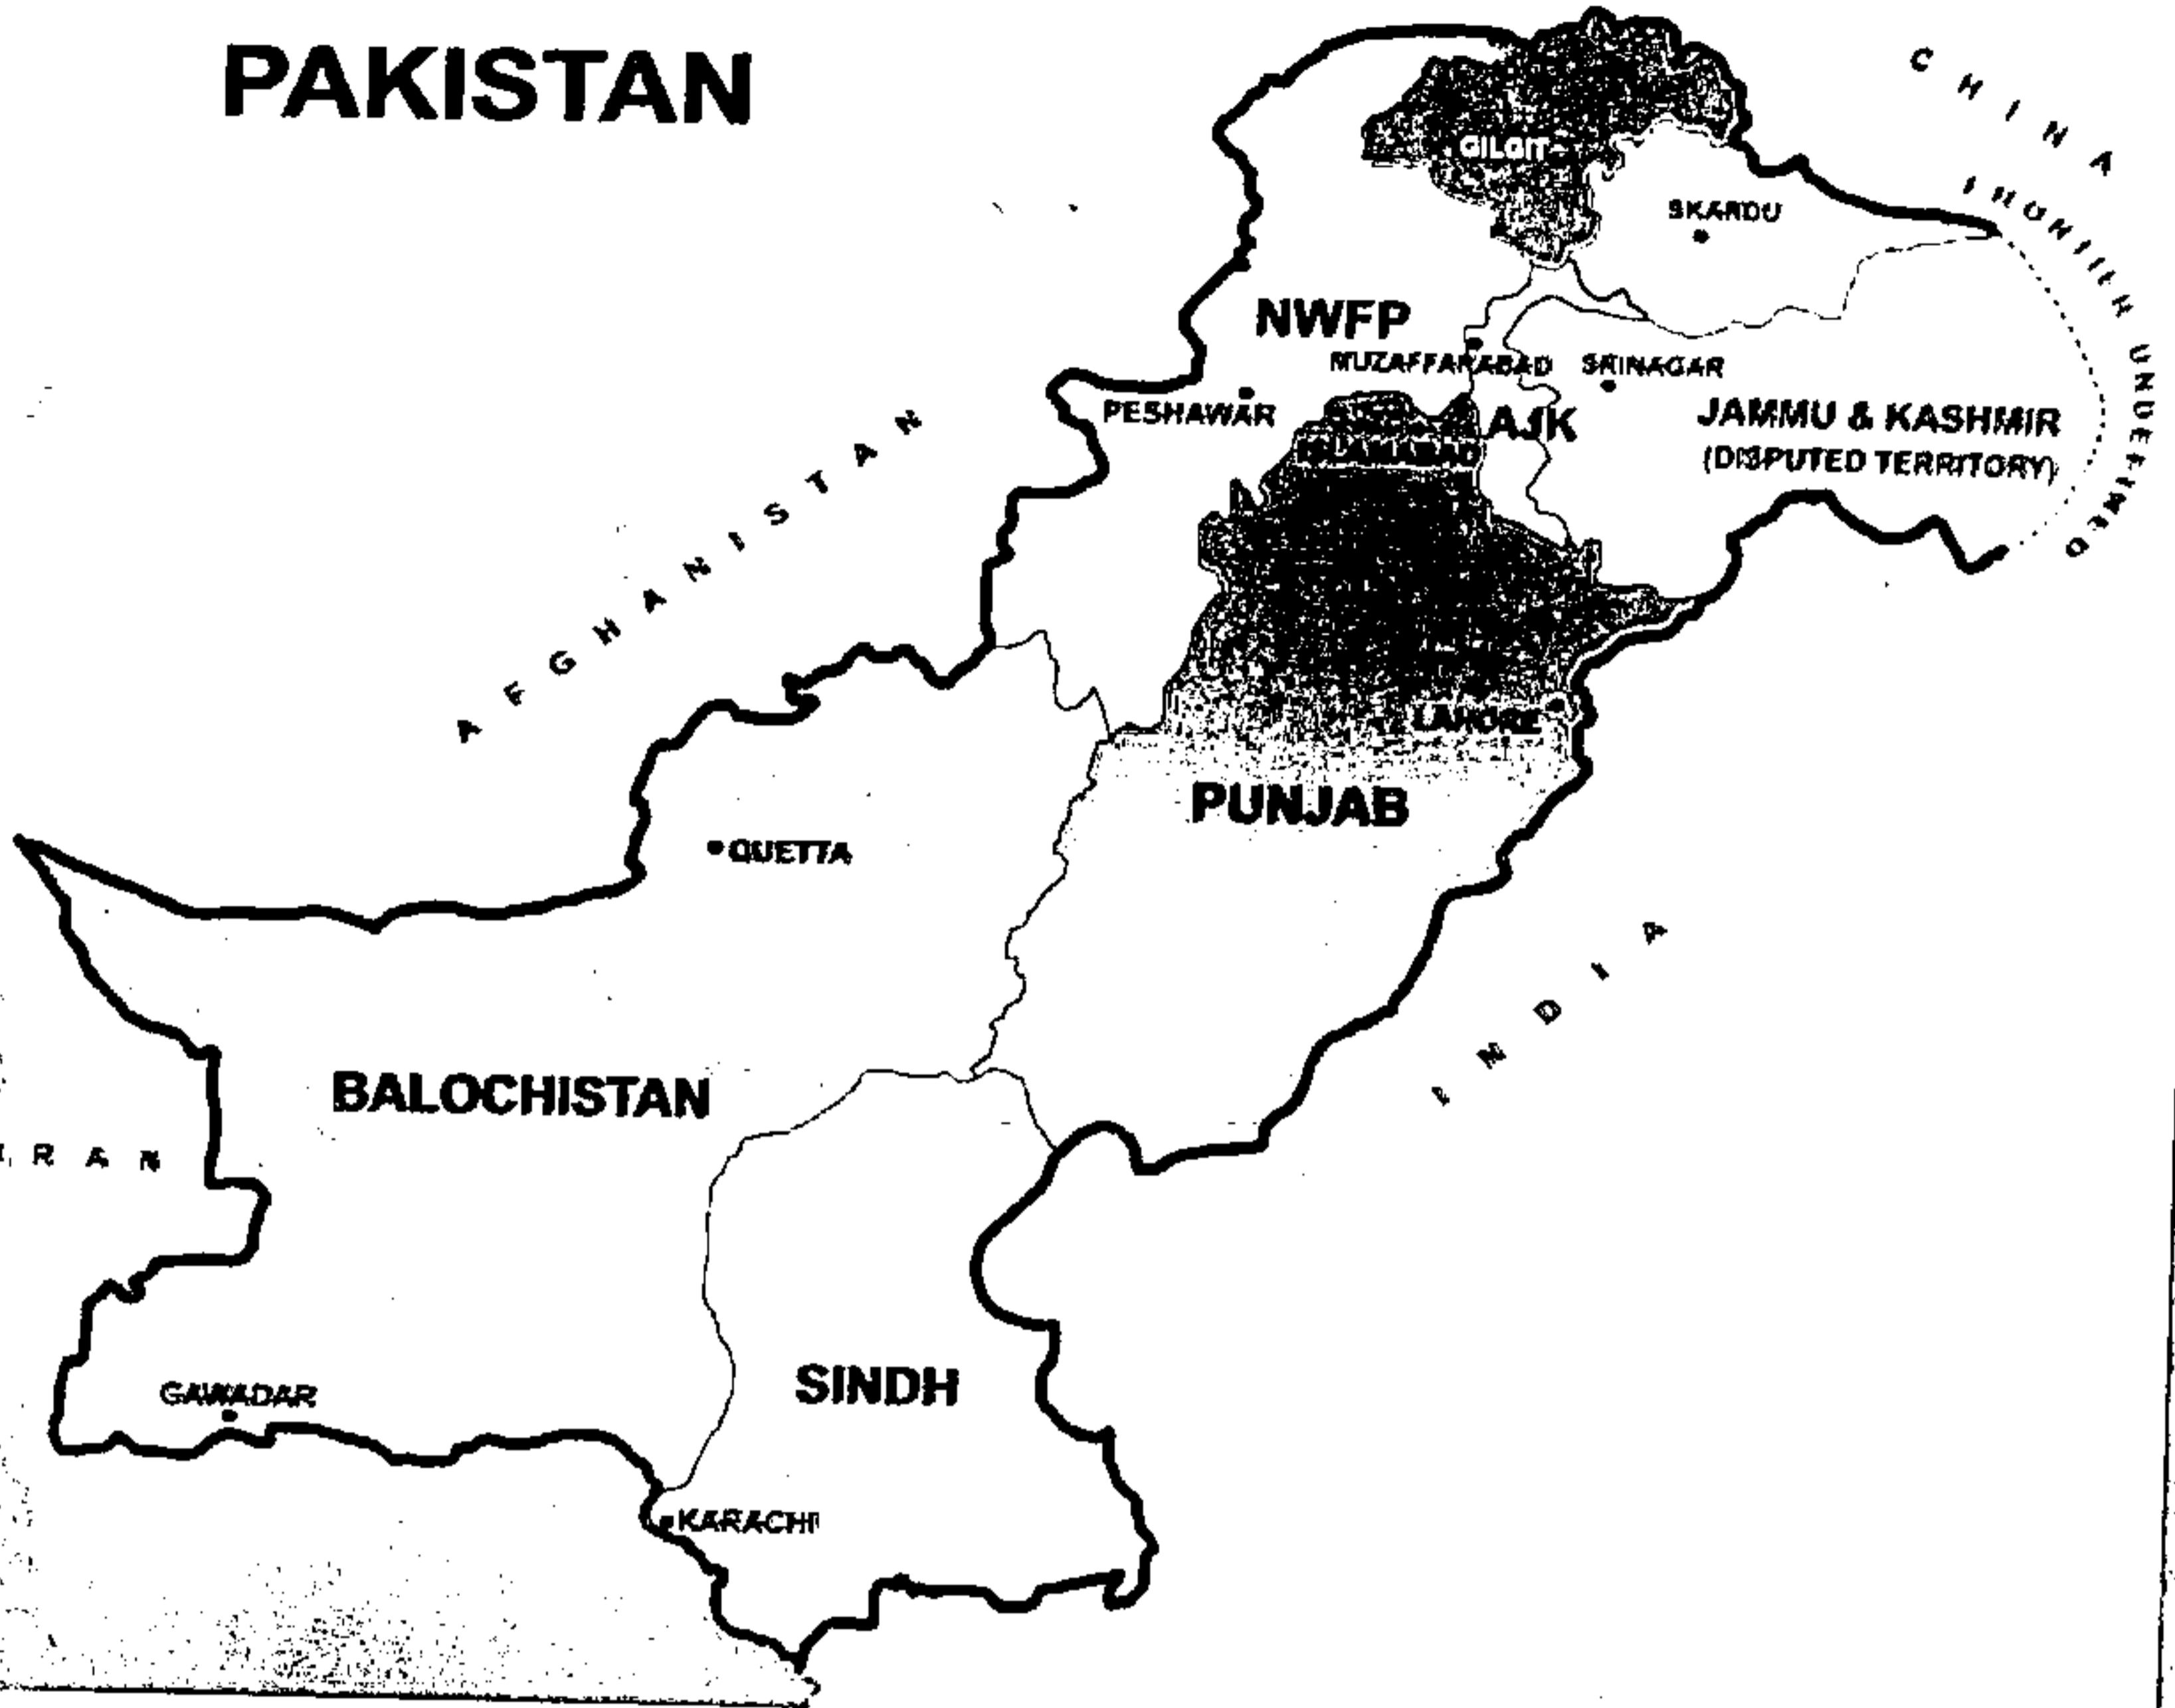 PAKISTAN
CHINA
GILGIT
SKARDU
NWFP
MUZAFFARABAD
SRINAGAR
PESHAWAR
AJK
JAMMU & KASHMIR
(DISPUTED TERRITORY)
UNDEFINED
ISLAMABAD
AFGHANISTAN
LAHORE
PUNJAB
QUETTA
INDIA
BALOCHISTAN
IRAN
SINDH
GAWADAR
KARACHI